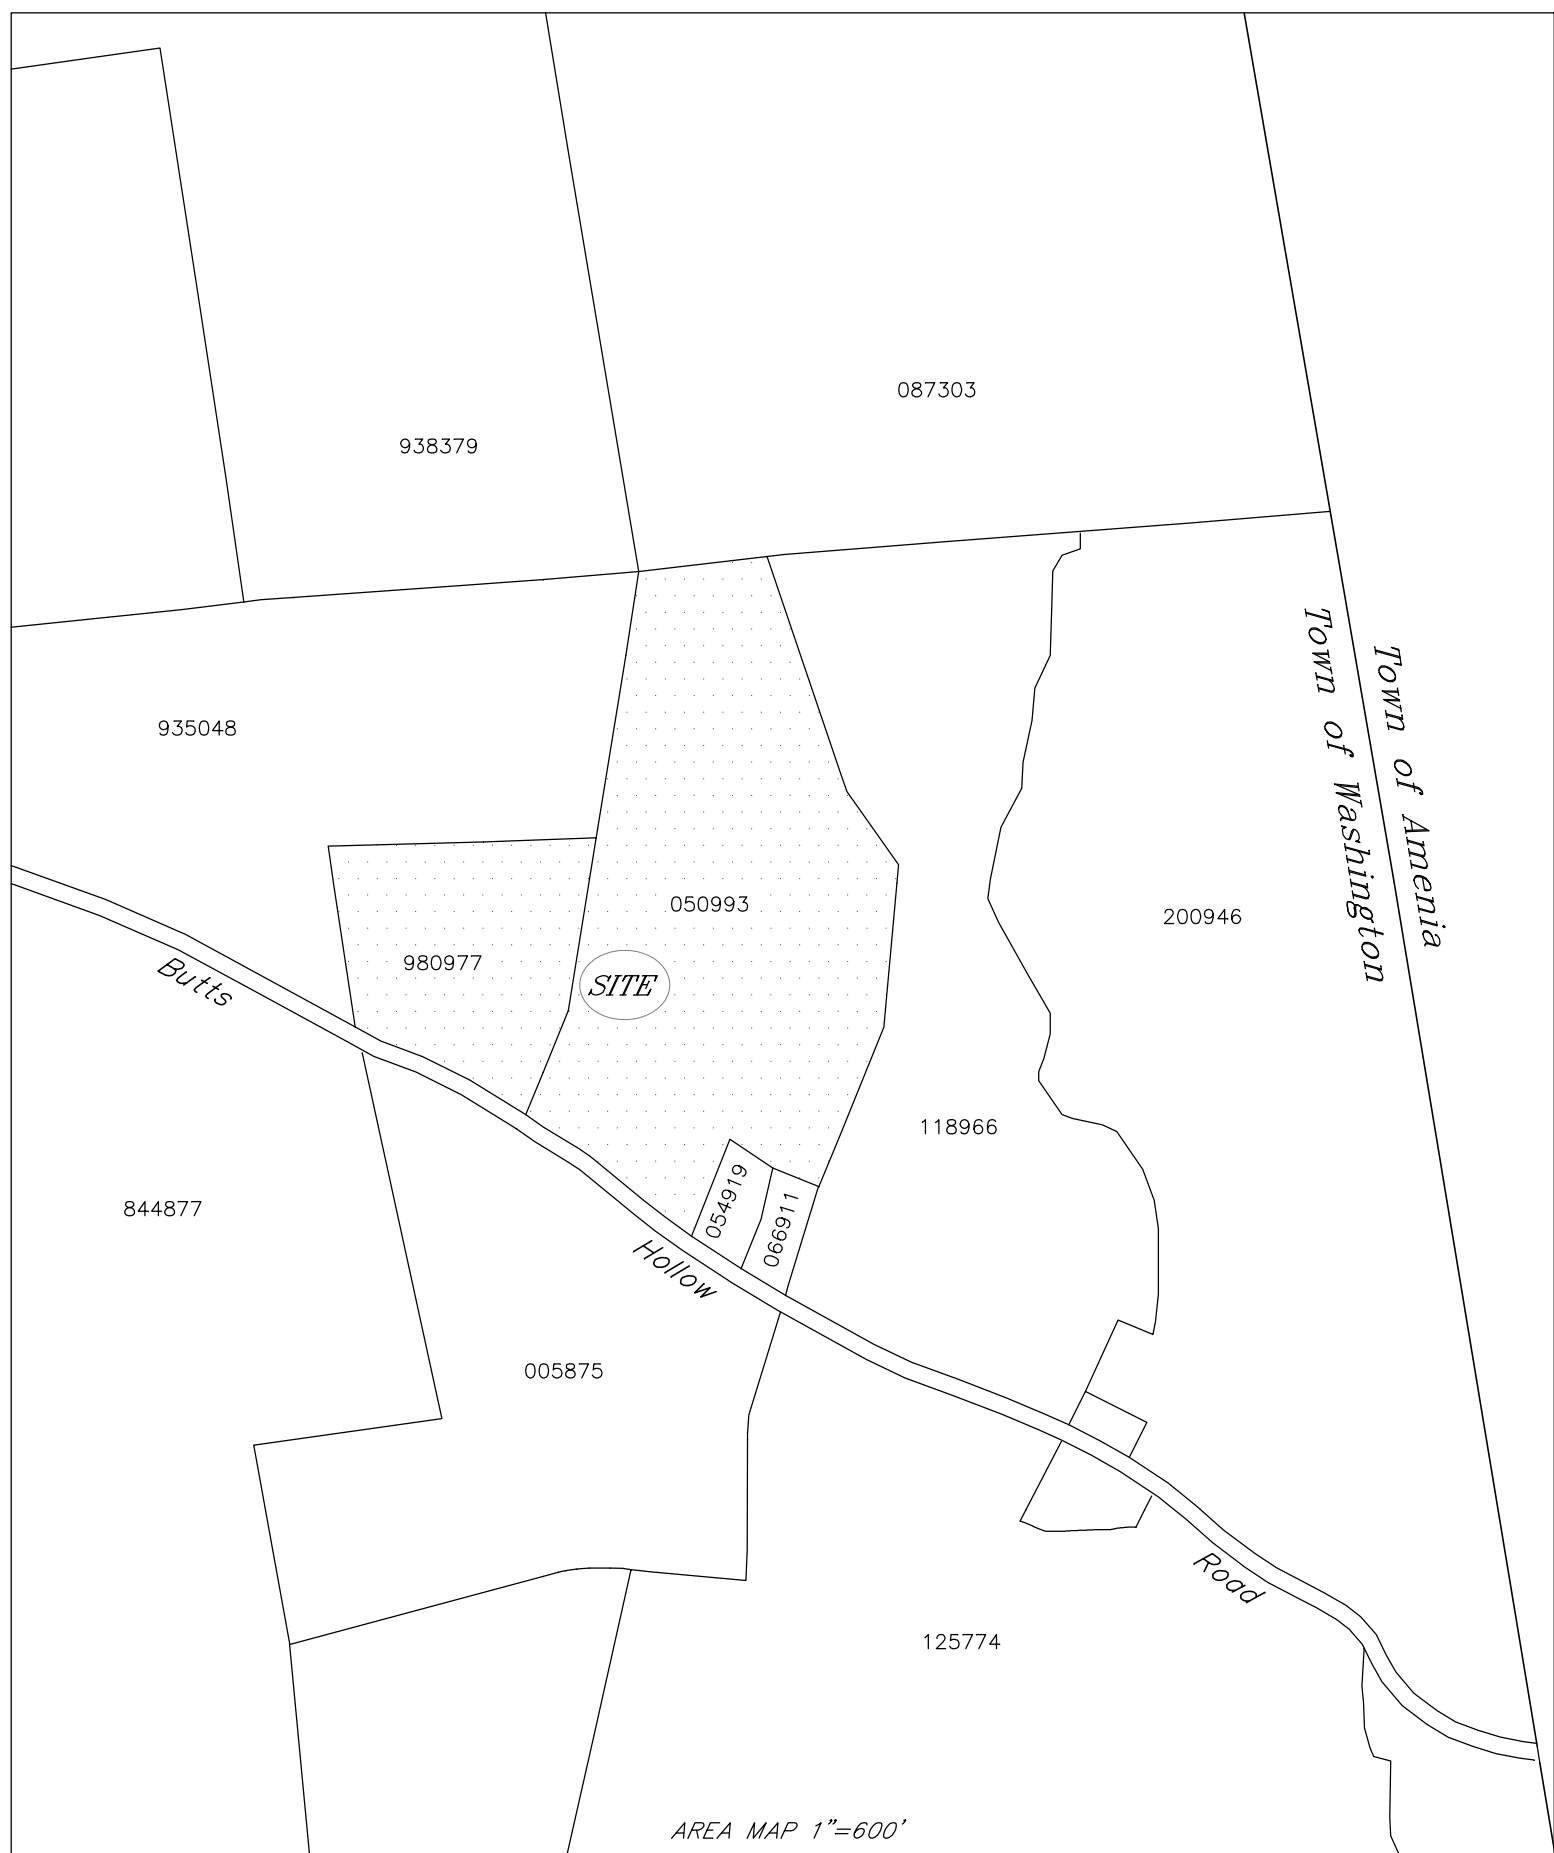 087303
938379
Town of Amenia
Town of Washington
935048
050993
200946
980977
SITE
Butts
118966
054919
066911
844877
Hollow
005875
Road
125774
AREA MAP 1"=600'